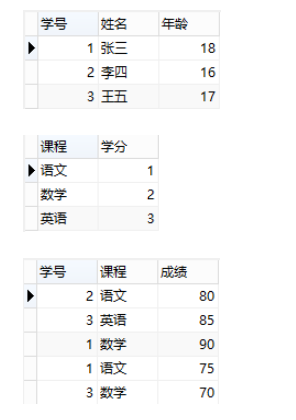 学号 姓名 年龄
1 张三 18
2 李四 16
3 王五 17
课程 学分
语文 1
数学 2
英语 3
学号 课程 成绩
2 语文 80
3 英语 85
1 数学 90
1 语文 75
3 数学 70